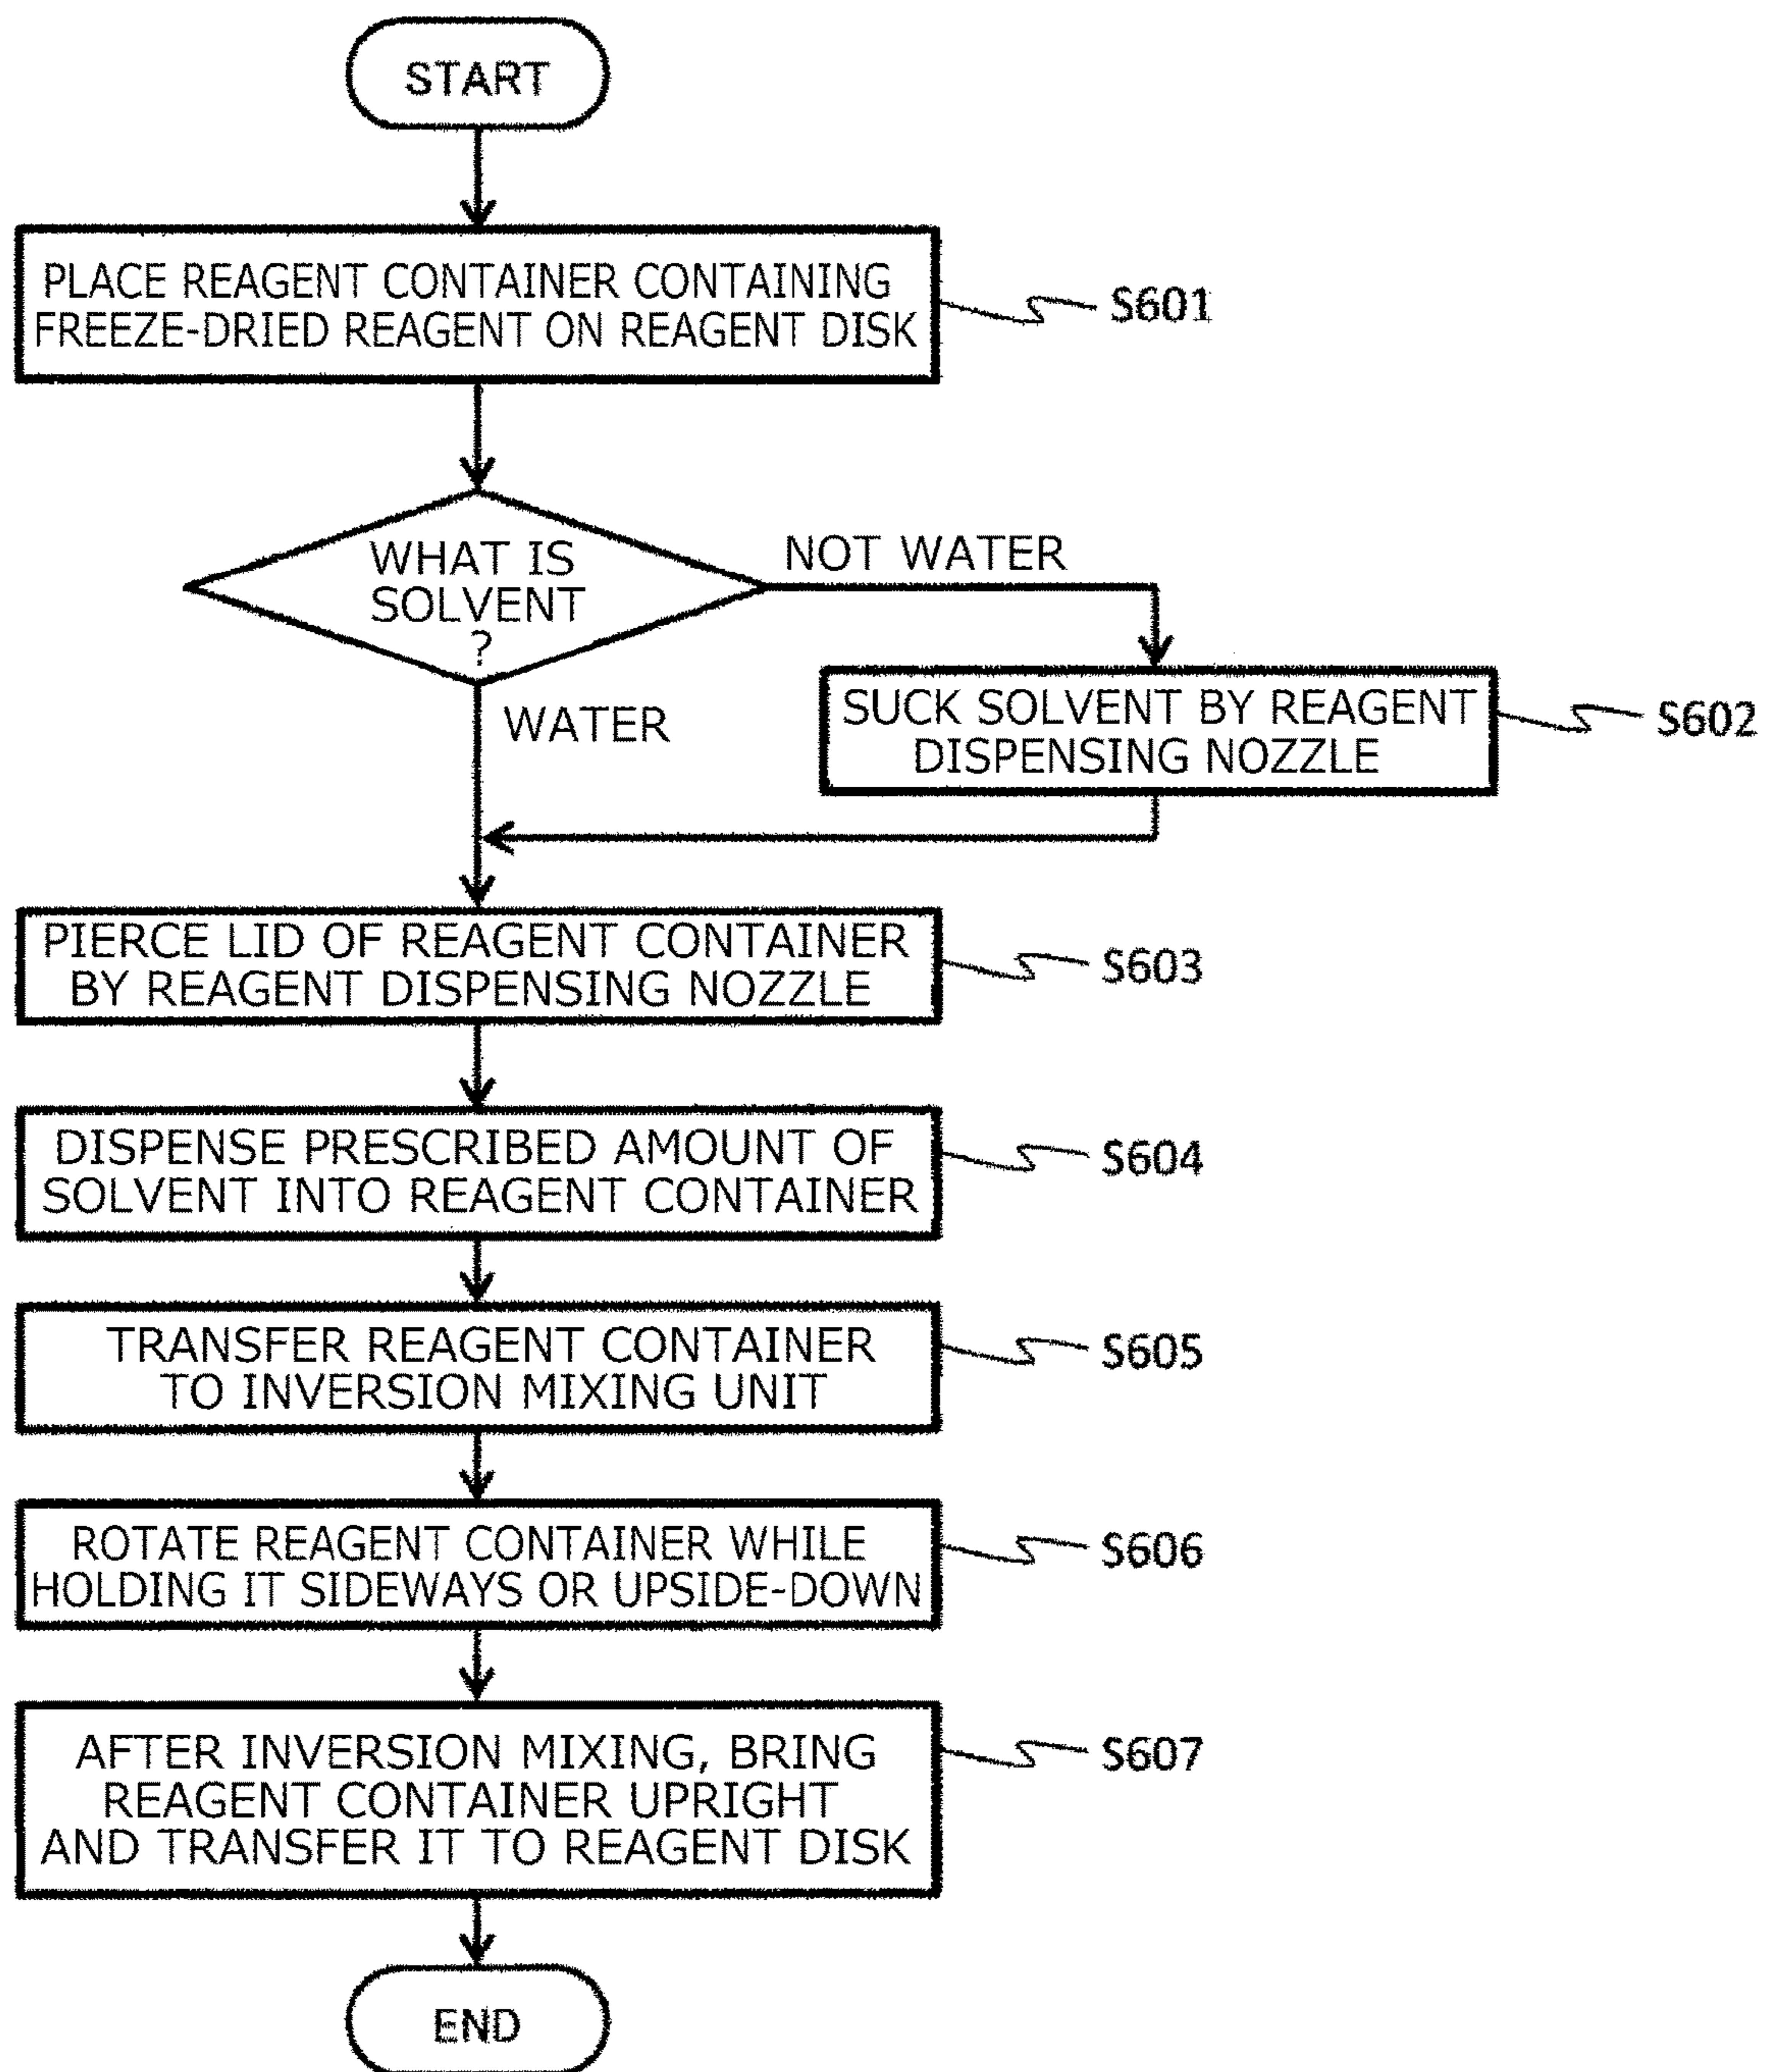 START
PLACE REAGENT CONTAINER CONTAINING
FREEZE-DRIED REAGENT ON REAGENT DISK
S601
WHAT IS
SOLVENT
?
NOT WATER
WATER
SUCK SOLVENT BY REAGENT
DISPENSING NOZZLE
S602
PIERCE LID OF REAGENT CONTAINER
BY REAGENT DISPENSING NOZZLE
S603
DISPENSE PRESCRIBED AMOUNT OF
SOLVENT INTO REAGENT CONTAINER
S604
TRANSFER REAGENT CONTAINER
TO INVERSION MIXING UNIT
S605
ROTATE REAGENT CONTAINER WHILE
HOLDING IT SIDEWAYS OR UPSIDE-DOWN
S606
AFTER INVERSION MIXING, BRING
REAGENT CONTAINER UPRIGHT
AND TRANSFER IT TO REAGENT DISK
S607
END